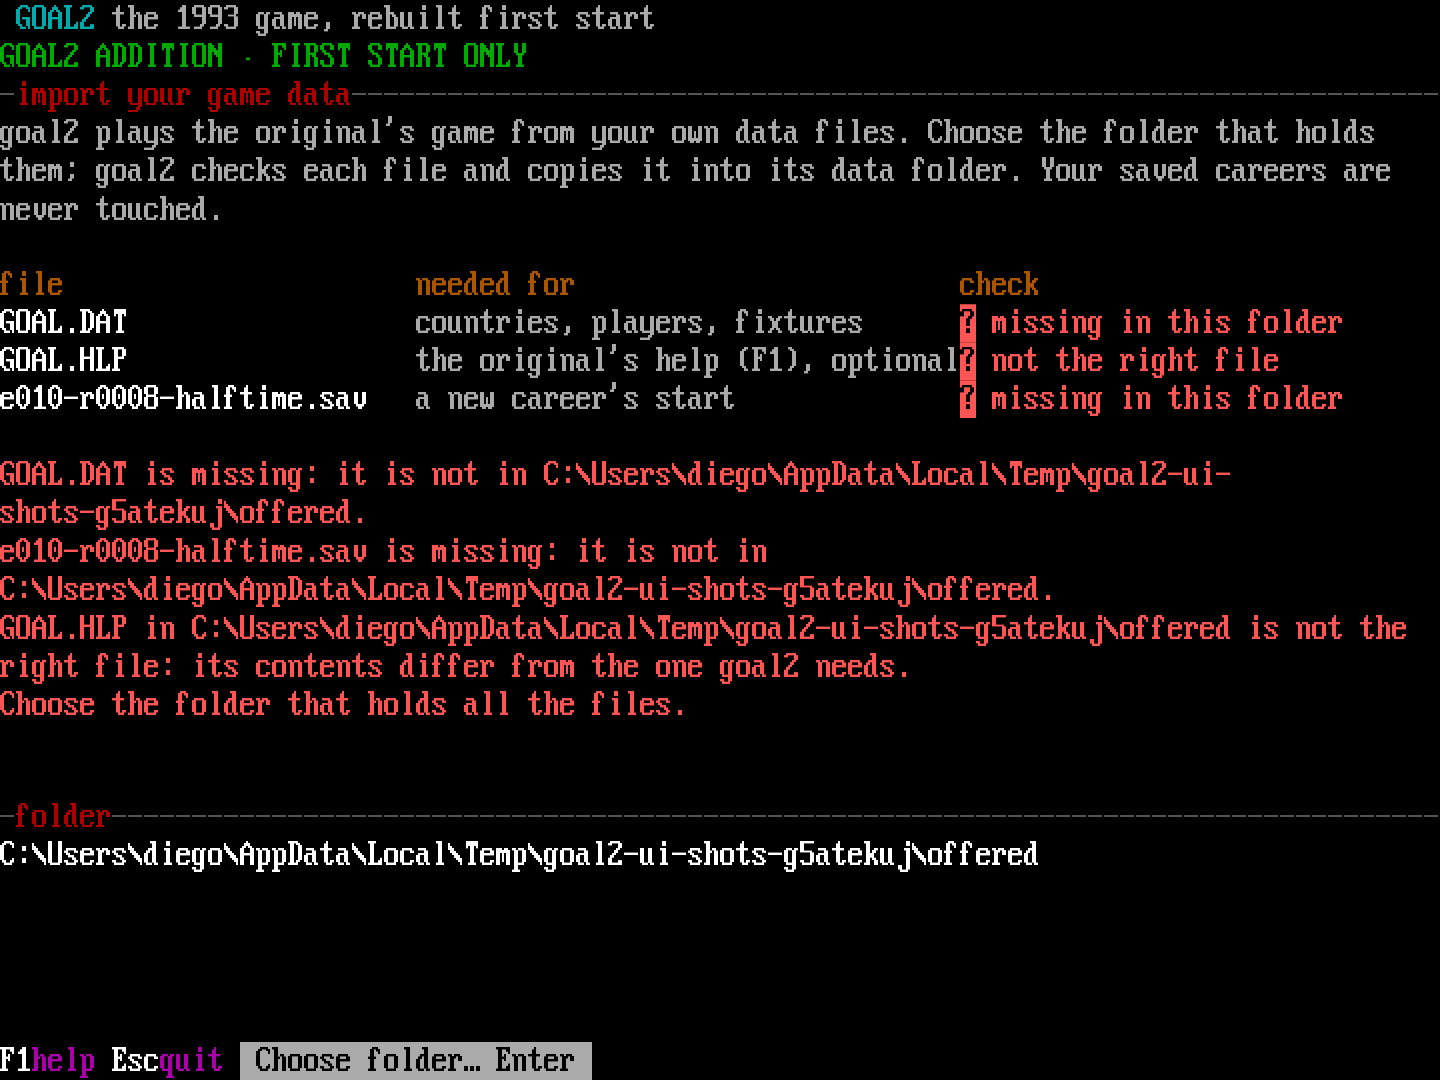 GOAL2 the 1993 game, rebuilt first start
GOAL2 ADDITION · FIRST START ONLY
import your game data
goal2 plays the original's game from your own data files. Choose the folder that holds
them; goal2 checks each file and copies it into its data folder. Your saved careers are
never touched.
file needed for check
GOAL.DAT countries, players, fixtures ? missing in this folder
GOAL.HLP the original's help (F1), optional ? not the right file
e010-r0008-halftime.sav a new career's start ? missing in this folder
GOAL.DAT is missing: it is not in C:\Users\diego\AppData\Local\Temp\goal2-ui-
shots-g5atekuj\offered.
e010-r0008-halftime.sav is missing: it is not in
C:\Users\diego\AppData\Local\Temp\goal2-ui-shots-g5atekuj\offered.
GOAL.HLP in C:\Users\diego\AppData\Local\Temp\goal2-ui-shots-g5atekuj\offered is not the
right file: its contents differ from the one goal2 needs.
Choose the folder that holds all the files.
folder
C:\Users\diego\AppData\Local\Temp\goal2-ui-shots-g5atekuj\offered
F1help Escquit Choose folder… Enter